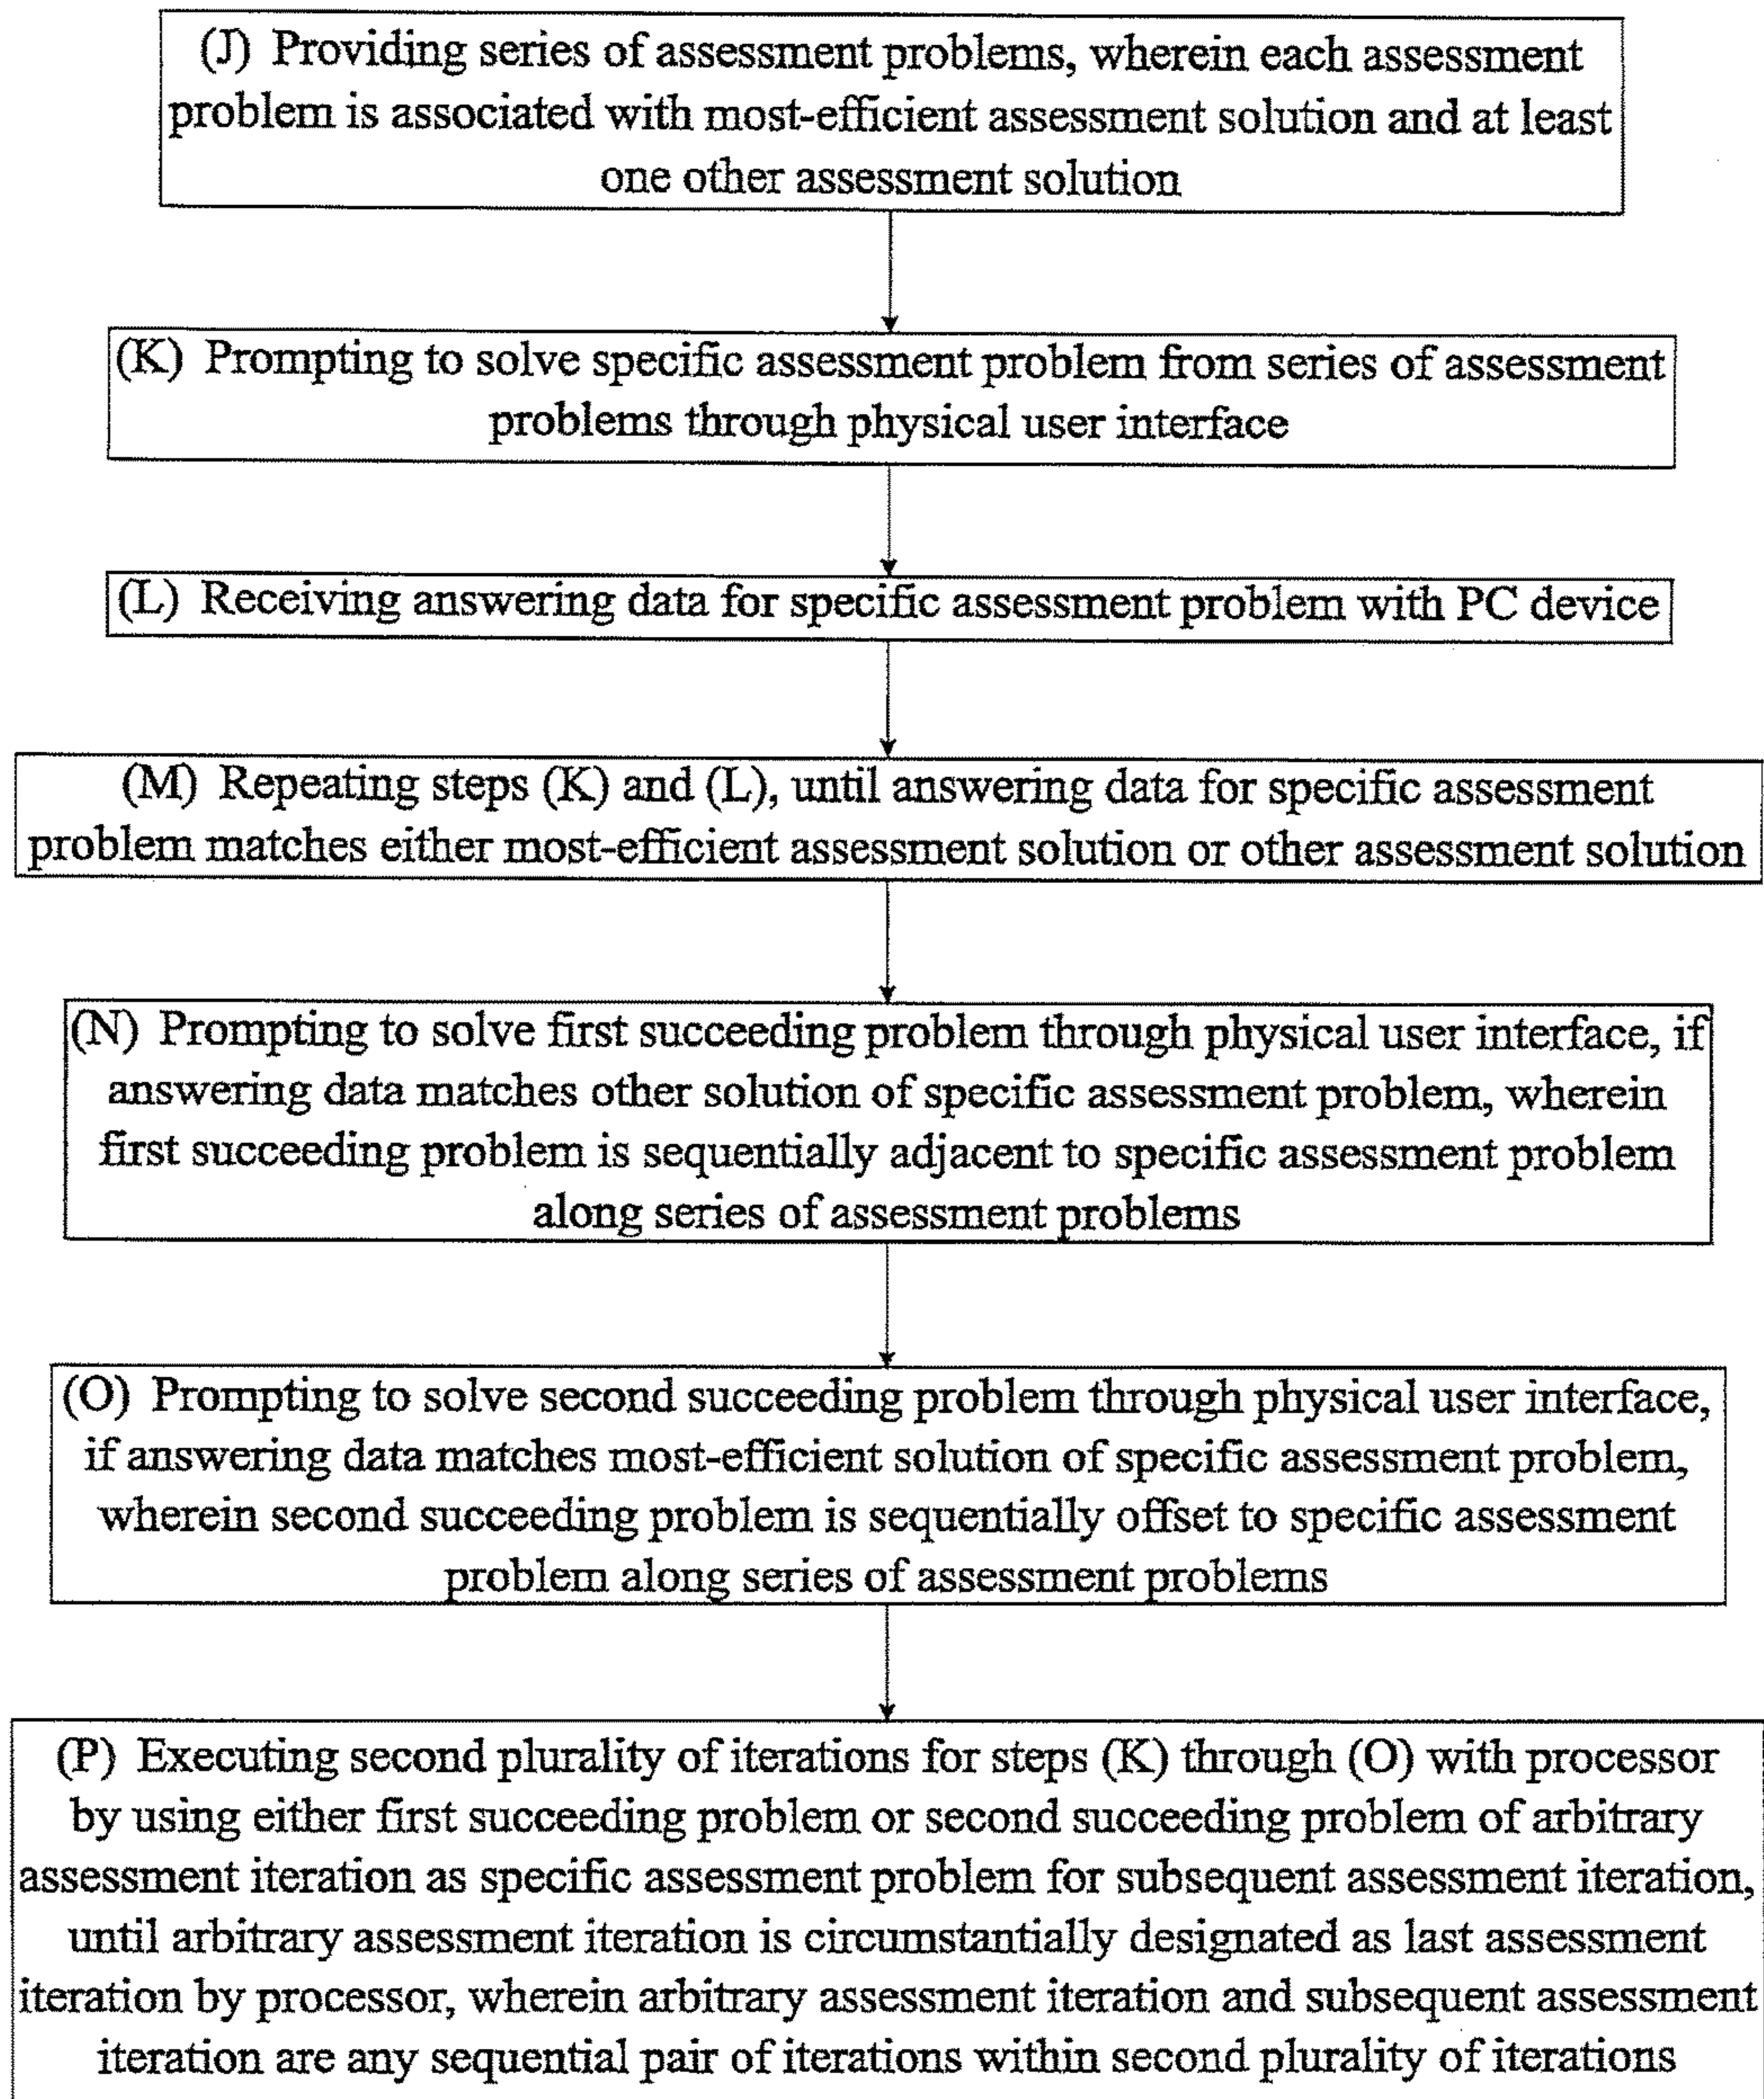 (J) Providing series of assessment problems, wherein each assessment
problem is associated with most-efficient assessment solution and at least
one other assessment solution
(K) Prompting to solve specific assessment problem from series of assessment
problems through physical user interface
(L) Receiving answering data for specific assessment problem with PC device
(M) Repeating steps (K) and (L), until answering data for specific assessment
problem matches either most-efficient assessment solution or other assessment solution
(N) Prompting to solve first succeeding problem through physical user interface, if
answering data matches other solution of specific assessment problem, wherein
first succeeding problem is sequentially adjacent to specific assessment problem
along series of assessment problems
(O) Prompting to solve second succeeding problem through physical user interface,
if answering data matches most-efficient solution of specific assessment problem,
wherein second succeeding problem is sequentially offset to specific assessment
problem along series of assessment problems
(P) Executing second plurality of iterations for steps (K) through (O) with processor
by using either first succeeding problem or second succeeding problem of arbitrary
assessment iteration as specific assessment problem for subsequent assessment iteration,
until arbitrary assessment iteration is circumstantially designated as last assessment
iteration by processor, wherein arbitrary assessment iteration and subsequent assessment
iteration are any sequential pair of iterations within second plurality of iterations